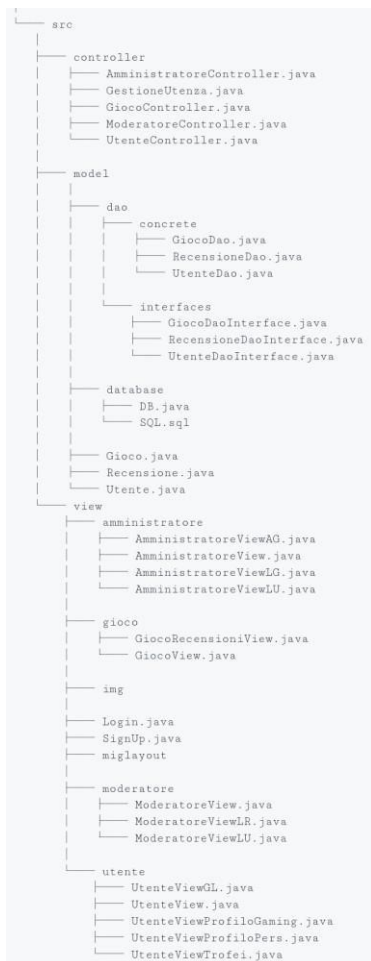 src
controller
AmministratoreController.java
GestioneUtenza.java
GiocoController.java
ModeratoreController.java
UtenteController.java
model
dao
concrete
GiocoDao.java
RecensioneDao.java
UtenteDao.java
interfaces
GiocoDaoInterface.java
RecensioneDaoInterface.java
UtenteDaoInterface.java
database
DB.java
SQL.sql
Gioco.java
Recensione.java
Utente.java
view
amministratore
AmministratoreViewAG.java
AmministratoreView.java
AmministratoreViewLG.java
AmministratoreViewLU.java
gioco
GiocoRecensioniView.java
GiocoView.java
img
Login.java
SignUp.java
miglayout
moderatore
ModeratoreView.java
ModeratoreViewLR.java
ModeratoreViewLU.java
utente
UtenteViewGL.java
UtenteView.java
UtenteViewProfiloGaming.java
UtenteViewProfiloPers.java
UtenteViewTrofei.java